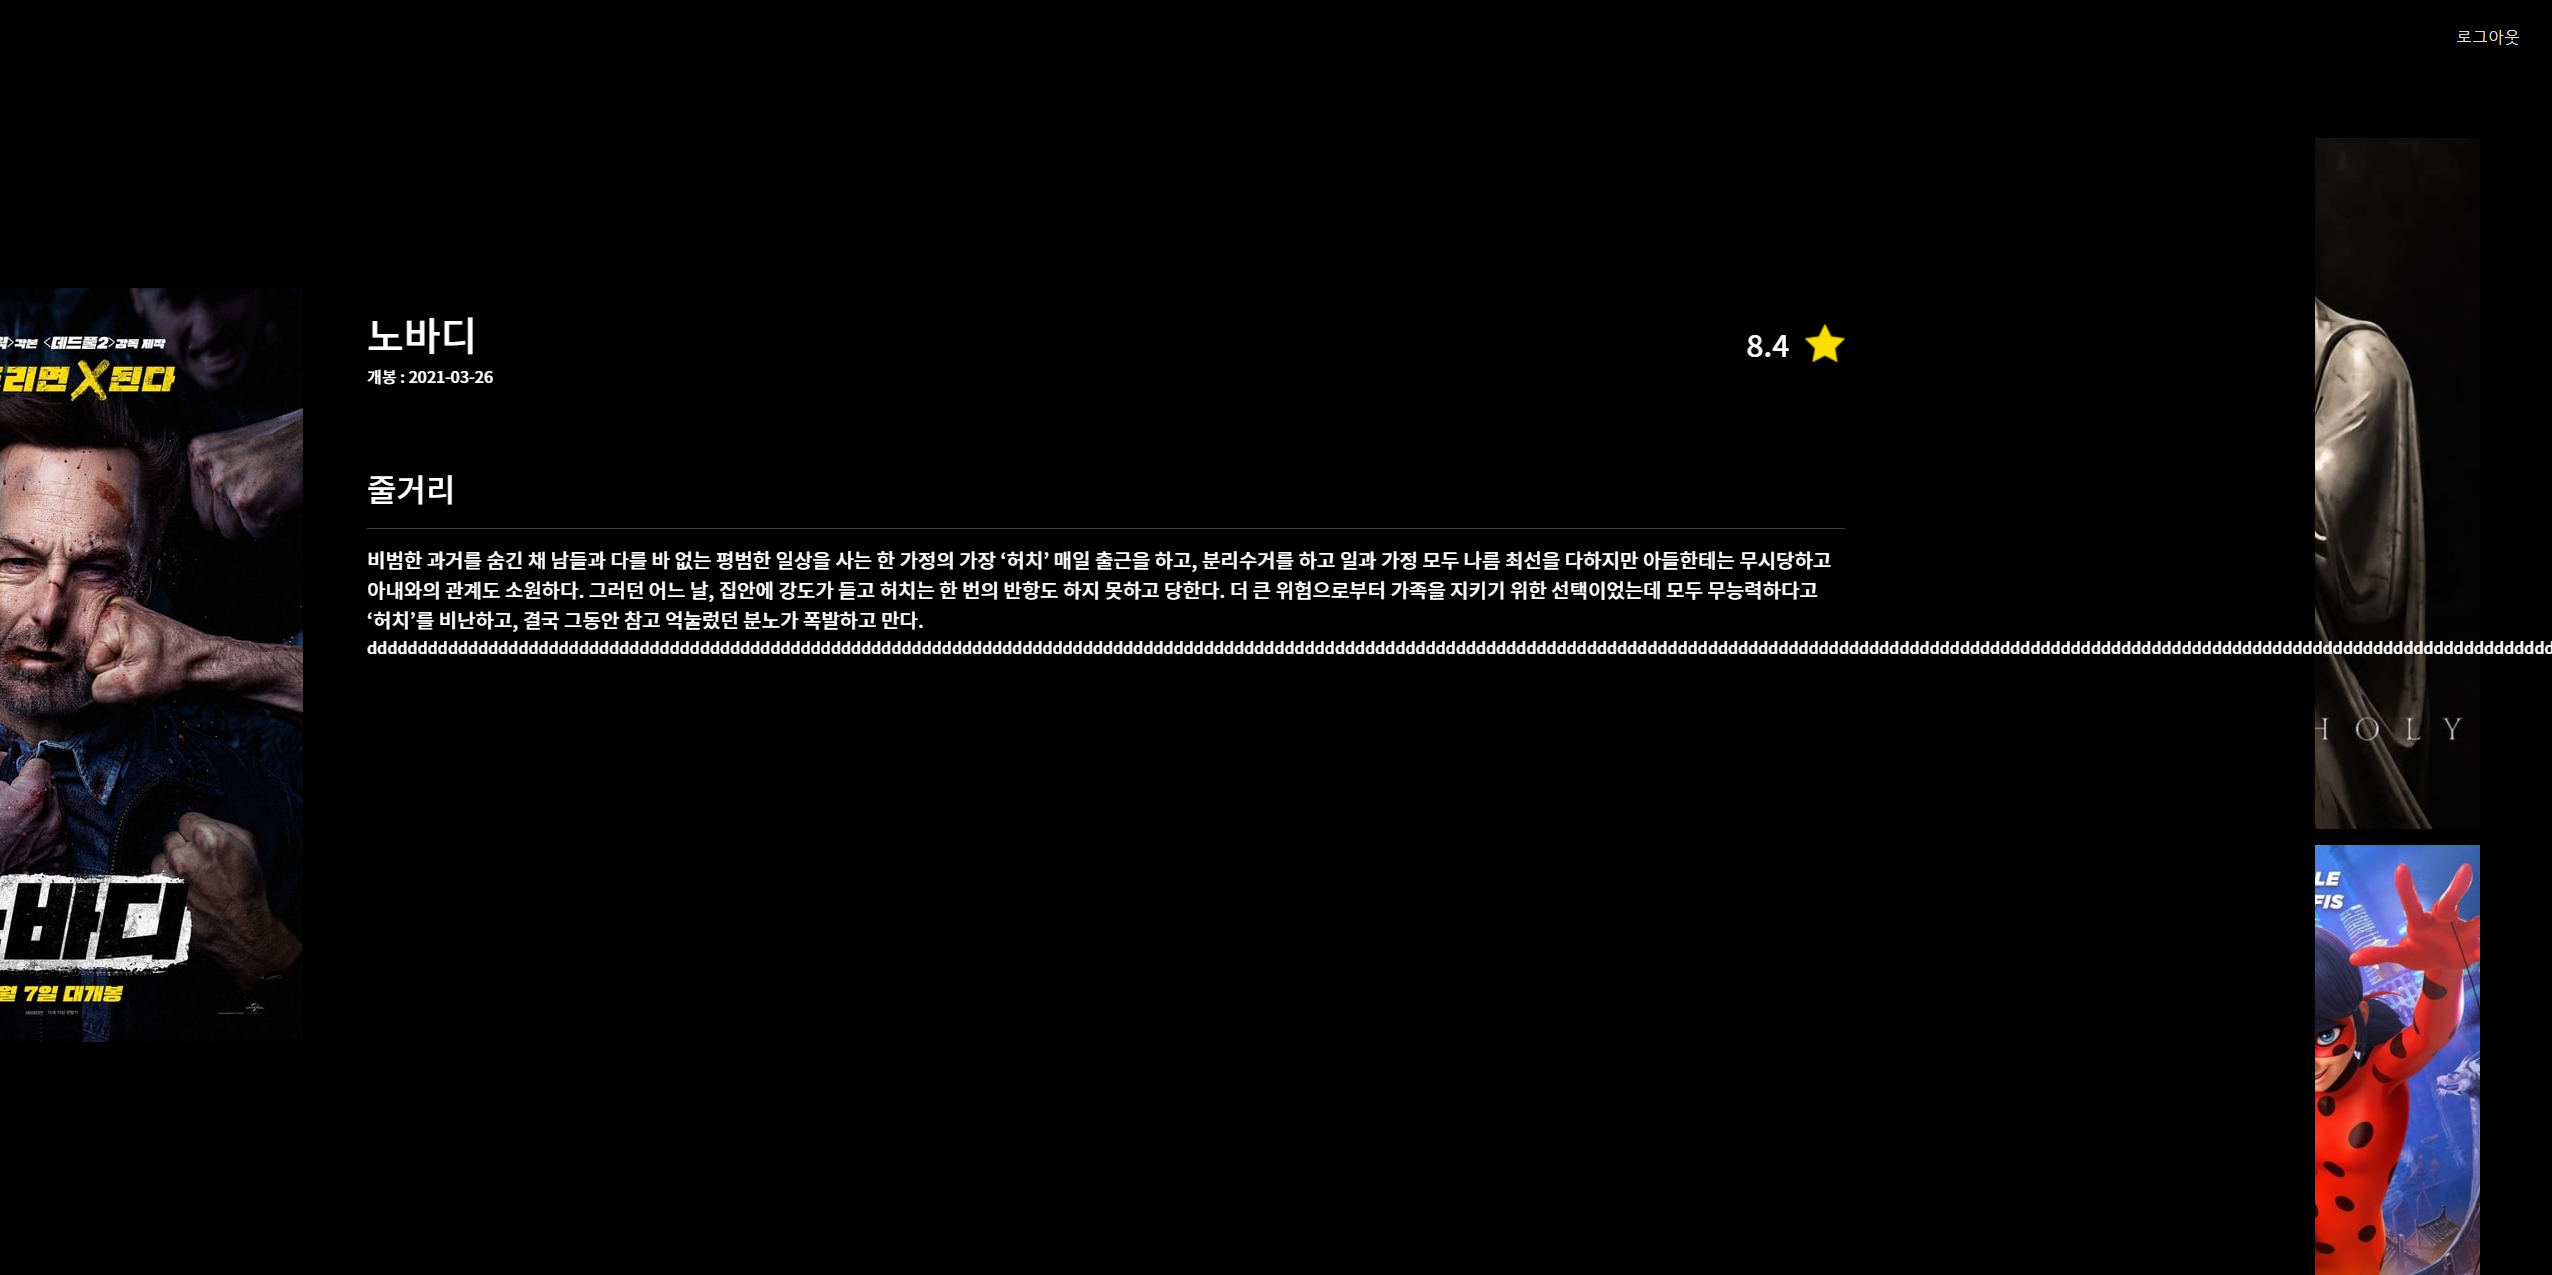 로그아웃
각본 <데드풀2>감독 제작
리면 X된다
노바디
8.4
개봉 : 2021-03-26
줄거리
비범한 과거를 숨긴 채 남들과 다를 바 없는 평범한 일상을 사는 한 가정의 가장 ‘허치’ 매일 출근을 하고, 분리수거를 하고 일과 가정 모두 나름 최선을 다하지만 아들한테는 무시당하고
아내와의 관계도 소원하다. 그러던 어느 날, 집안에 강도가 들고 허치는 한 번의 반항도 하지 못하고 당한다. 더 큰 위험으로부터 가족을 지키기 위한 선택이었는데 모두 무능력하다고
‘허치’를 비난하고, 결국 그동안 참고 억눌렀던 분노가 폭발하고 만다.
HOLY
바디
월 7일 대개봉
LE
FIS